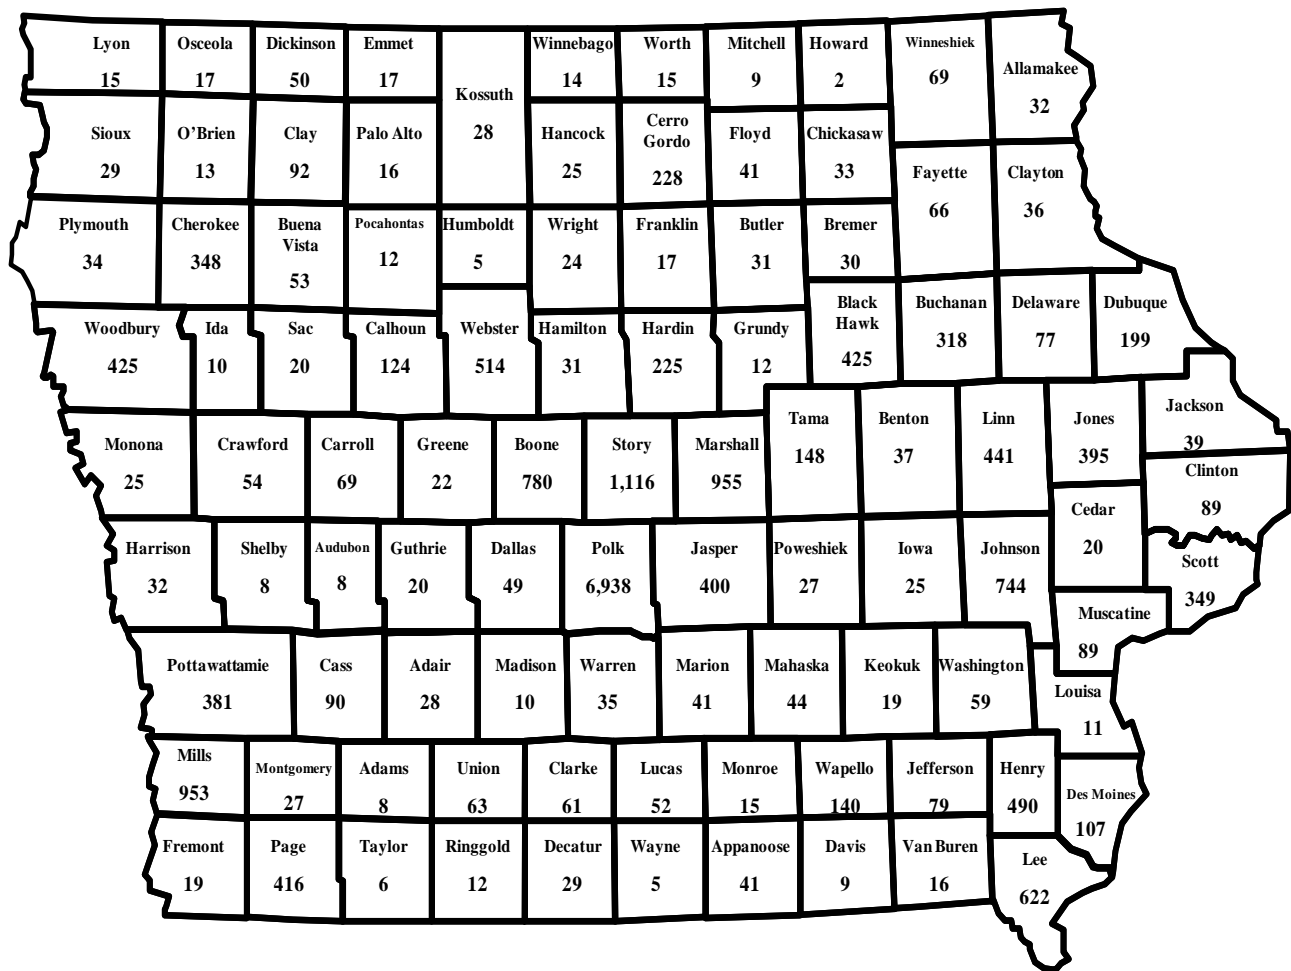 Lyon
15
Osceola
17
Dickinson
50
Emmet
17
Kossuth
28
Winnebago
14
Worth
15
Mitchell
9
Howard
2
Winneshiek
69
Allamakee
32
Sioux
29
O’Brien
13
Clay
92
Palo Alto
16
Hancock
25
Cerro
Gordo
228
Floyd
41
Chickasaw
33
Fayette
66
Clayton
36
Plymouth
34
Cherokee
348
Buena
Vista
53
Pocahontas
12
Humboldt
5
Wright
24
Franklin
17
Butler
31
Bremer
30
Woodbury
425
Ida
10
Sac
20
Calhoun
124
Webster
514
Hamilton
31
Hardin
225
Grundy
12
Black
Hawk
425
Buchanan
318
Delaware
77
Dubuque
199
Monona
25
Crawford
54
Carroll
69
Greene
22
Boone
780
Story
1,116
Marshall
955
Tama
148
Benton
37
Linn
441
Jones
395
Jackson
39
Clinton
89
Cedar
20
Harrison
32
Shelby
8
Audubon
8
Guthrie
20
Dallas
49
Polk
6,938
Jasper
400
Poweshiek
27
Iowa
25
Johnson
744
Scott
349
Muscatine
89
Pottawattamie
381
Cass
90
Adair
28
Madison
10
Warren
35
Marion
41
Mahaska
44
Keokuk
19
Washington
59
Louisa
11
Mills
953
Montgomery
27
Adams
8
Union
63
Clarke
61
Lucas
52
Monroe
15
Wapello
140
Jefferson
79
Henry
490
Des Moines
107
Fremont
19
Page
416
Taylor
6
Ringgold
12
Decatur
29
Wayne
5
Appanoose
41
Davis
9
Van Buren
16
Lee
622